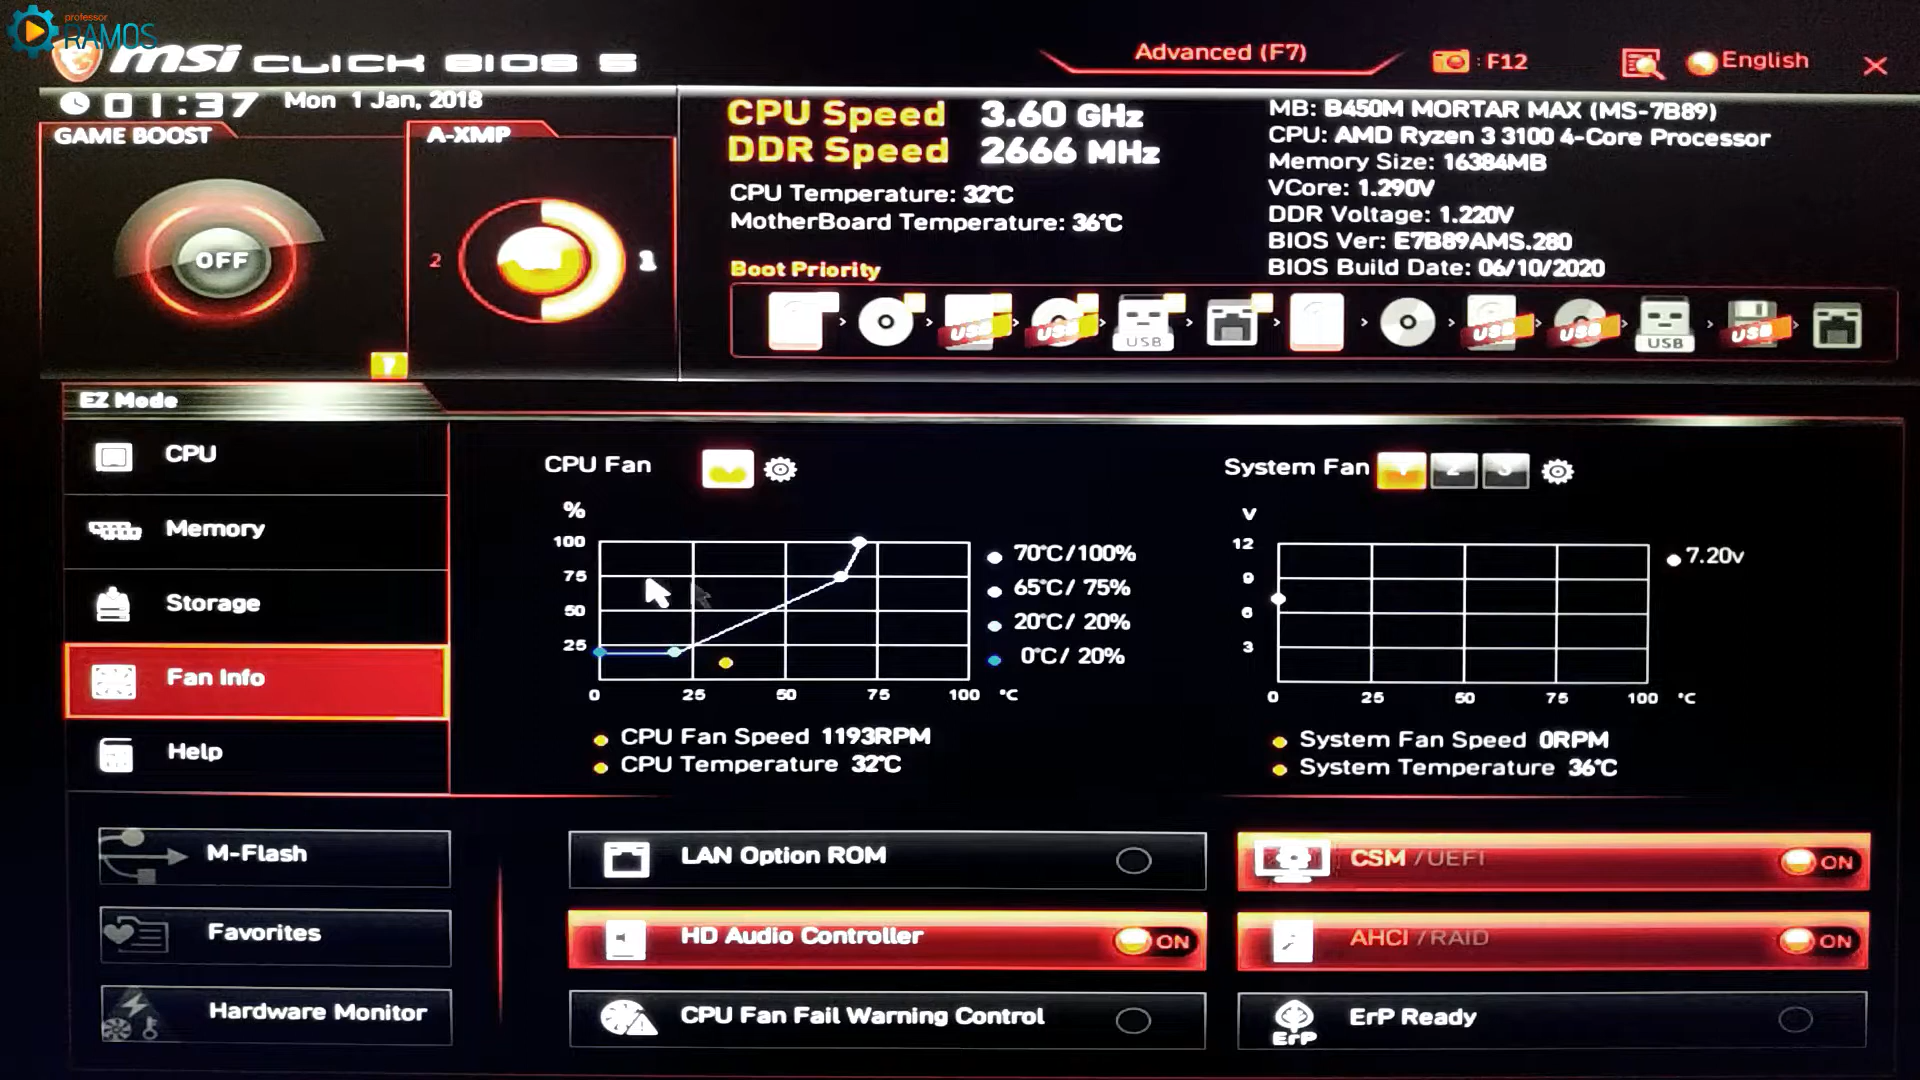 professor
RAMOS
msi CLICK BIOS 5
Advanced (F7)
: F12
English
01:37 Mon 1 Jan, 2018
GAME BOOST
OFF
A-XMP
2
1
CPU Speed 3.60 GHz
DDR Speed 2666 MHz
CPU Temperature: 32°C
MotherBoard Temperature: 36°C
MB: B450M MORTAR MAX (MS-7B89)
CPU: AMD Ryzen 3 3100 4-Core Processor
Memory Size: 16384MB
VCore: 1.290V
DDR Voltage: 1.220V
BIOS Ver: E7B89AMS.280
BIOS Build Date: 06/10/2020
Boot Priority
USB USB USB USB USB USB USB
?
EZ Mode
CPU
Memory
Storage
Fan Info
Help
CPU Fan
%
100
75
50
25
0 25 50 75 100 °C
70°C/100%
65°C/ 75%
20°C/ 20%
0°C/ 20%
CPU Fan Speed 1193RPM
CPU Temperature 32°C
System Fan 1 2 3
V
12
9
6
3
0 25 50 75 100 °C
7.20v
System Fan Speed 0RPM
System Temperature 36°C
M-Flash
Favorites
Hardware Monitor
LAN Option ROM
HD Audio Controller ON
CPU Fan Fail Warning Control
CSM /UEFI ON
AHCI /RAID ON
ErP
ErP Ready